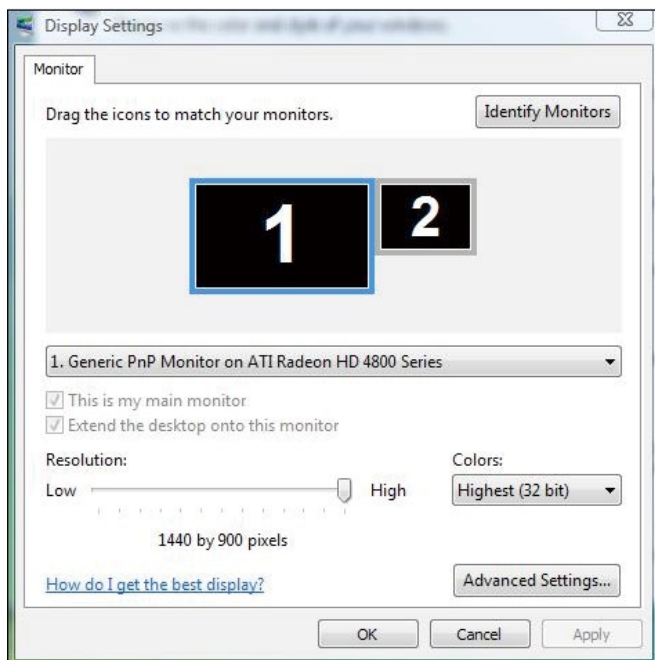 Display Settings
Monitor
Drag the icons to match your monitors.
Identify Monitors
1
2
1. Generic PnP Monitor on ATI Radeon HD 4800 Series
This is my main monitor
Extend the desktop onto this monitor
Resolution:
Colors:
Low
High
Highest (32 bit)
1440 by 900 pixels
How do I get the best display?
Advanced Settings...
OK
Cancel
Apply